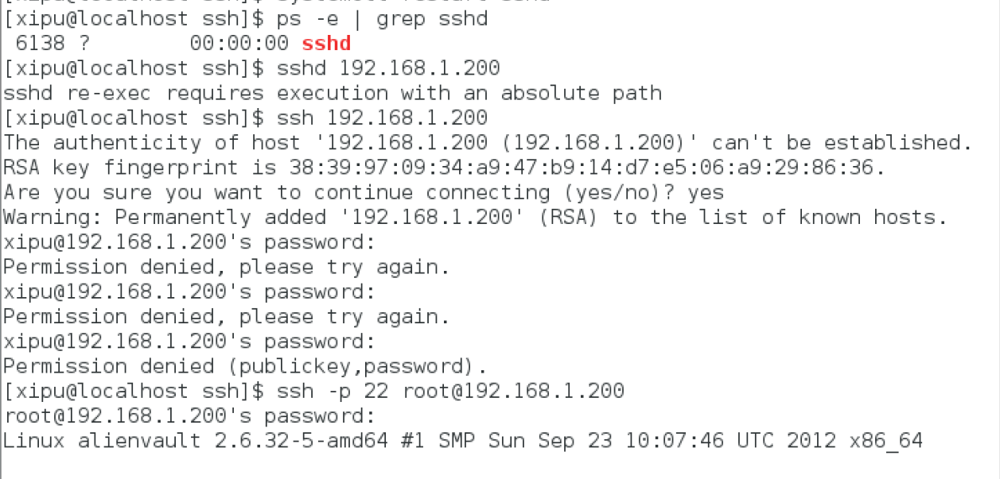 [xipu@localhost ssh]$ systemctl restart sshd
[xipu@localhost ssh]$ ps -e | grep sshd
 6138 ?        00:00:00 sshd
[xipu@localhost ssh]$ sshd 192.168.1.200
sshd re-exec requires execution with an absolute path
[xipu@localhost ssh]$ ssh 192.168.1.200
The authenticity of host '192.168.1.200 (192.168.1.200)' can't be established.
RSA key fingerprint is 38:39:97:09:34:a9:47:b9:14:d7:e5:06:a9:29:86:36.
Are you sure you want to continue connecting (yes/no)? yes
Warning: Permanently added '192.168.1.200' (RSA) to the list of known hosts.
xipu@192.168.1.200's password:
Permission denied, please try again.
xipu@192.168.1.200's password:
Permission denied, please try again.
xipu@192.168.1.200's password:
Permission denied (publickey,password).
[xipu@localhost ssh]$ ssh -p 22 root@192.168.1.200
root@192.168.1.200's password:
Linux alienvault 2.6.32-5-amd64 #1 SMP Sun Sep 23 10:07:46 UTC 2012 x86_64